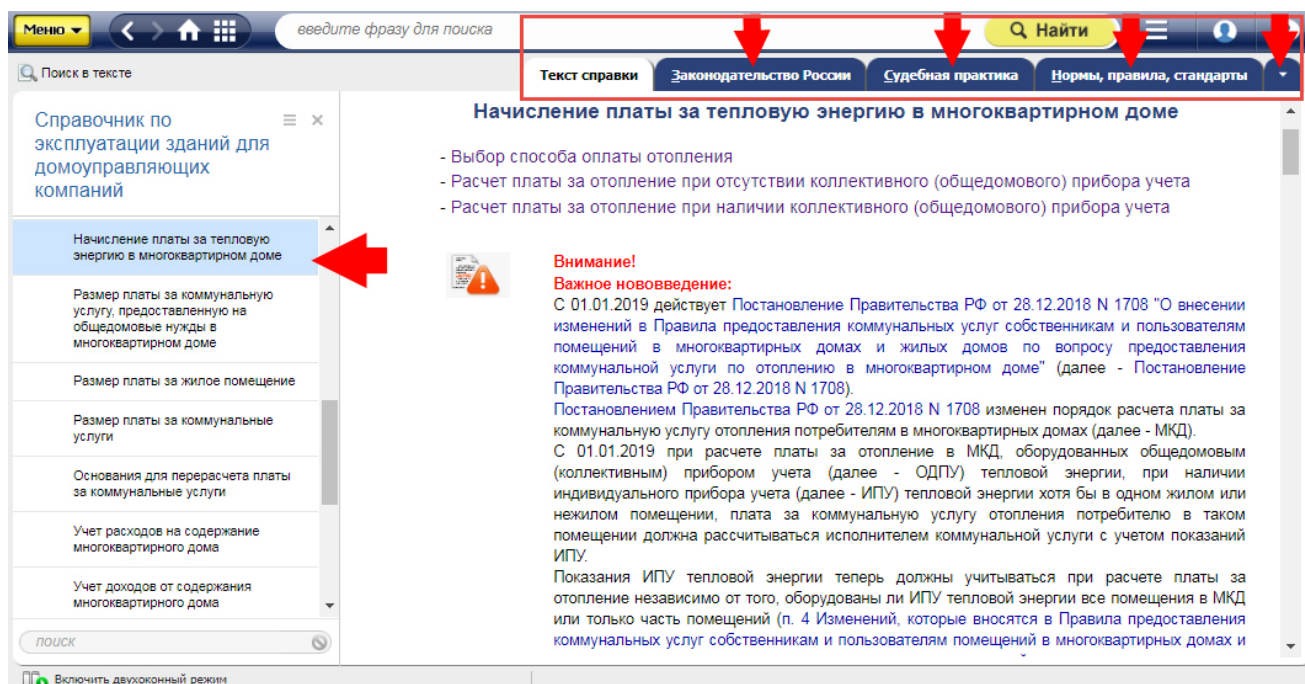 Меню
введите фразу для поиска
Найти
Поиск в тексте
Текст справки
Законодательство России
Судебная практика
Нормы, правила, стандарты
Справочник по
эксплуатации зданий для
домоуправляющих
компаний
Начисление платы за тепловую
энергию в многоквартирном доме
Размер платы за коммунальную
услугу, предоставленную на
общедомовые нужды в
многоквартирном доме
Размер платы за жилое помещение
Размер платы за коммунальные
услуги
Основания для перерасчета платы
за коммунальные услуги
Учет расходов на содержание
многоквартирного дома
Учет доходов от содержания
многоквартирного дома
поиск
Включить двухоконный режим
Начисление платы за тепловую энергию в многоквартирном доме
- Выбор способа оплаты отопления
- Расчет платы за отопление при отсутствии коллективного (общедомового) прибора учета
- Расчет платы за отопление при наличии коллективного (общедомового) прибора учета
Внимание!
Важное нововведение:
С 01.01.2019 действует Постановление Правительства РФ от 28.12.2018 N 1708 "О внесении
изменений в Правила предоставления коммунальных услуг собственникам и пользователям
помещений в многоквартирных домах и жилых домов по вопросу предоставления
коммунальной услуги по отоплению в многоквартирном доме" (далее - Постановление
Правительства РФ от 28.12.2018 N 1708).
Постановлением Правительства РФ от 28.12.2018 N 1708 изменен порядок расчета платы за
коммунальную услугу отопления потребителям в многоквартирных домах (далее - МКД).
С 01.01.2019 при расчете платы за отопление в МКД, оборудованных общедомовым
(коллективным) прибором учета (далее - ОДПУ) тепловой энергии, при наличии
индивидуального прибора учета (далее - ИПУ) тепловой энергии хотя бы в одном жилом или
нежилом помещении, плата за коммунальную услугу отопления потребителю в таком
помещении должна рассчитываться исполнителем коммунальной услуги с учетом показаний
ИПУ.
Показания ИПУ тепловой энергии теперь должны учитываться при расчете платы за
отопление независимо от того, оборудованы ли ИПУ тепловой энергии все помещения в МКД
или только часть помещений (п. 4 Изменений, которые вносятся в Правила предоставления
коммунальных услуг собственникам и пользователям помещений в многоквартирных домах и